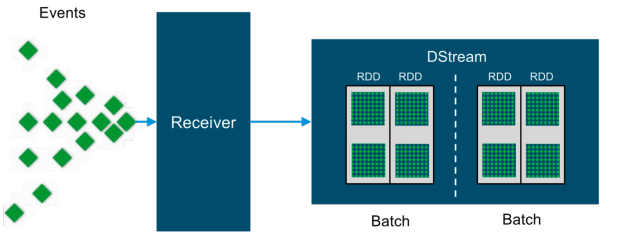 Events
Receiver
DStream
RDD RDD RDD RDD
Batch Batch